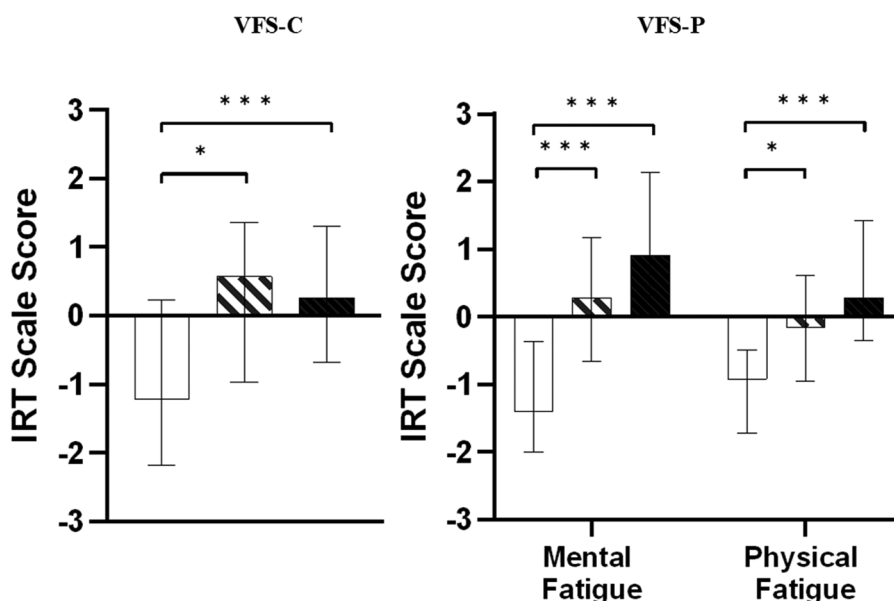 VFS-C
VFS-P
IRT Scale Score
3
2
1
0
-1
-2
-3
* * *
*
IRT Scale Score
3
2
1
0
-1
-2
-3
* * *
* * *
* * *
*
Mental
Fatigue
Physical
Fatigue